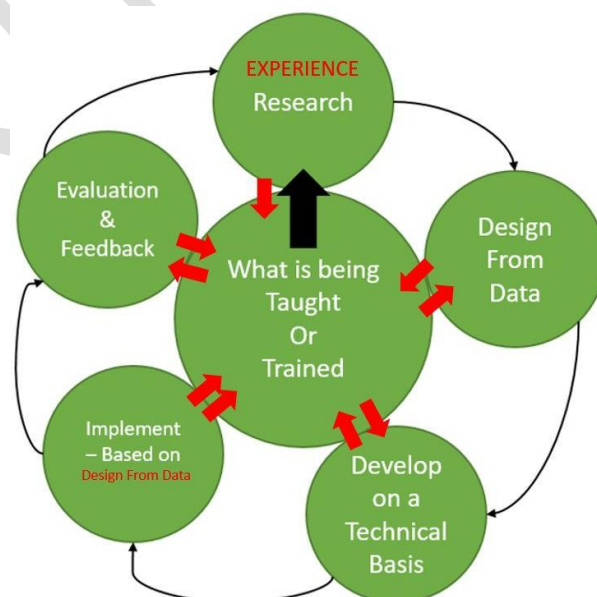 EXPERIENCE
Research
Design
From
Data
Develop
on a
Technical
Basis
Implement
– Based on
Design From Data
Evaluation
&
Feedback
What is being
Taught
Or
Trained